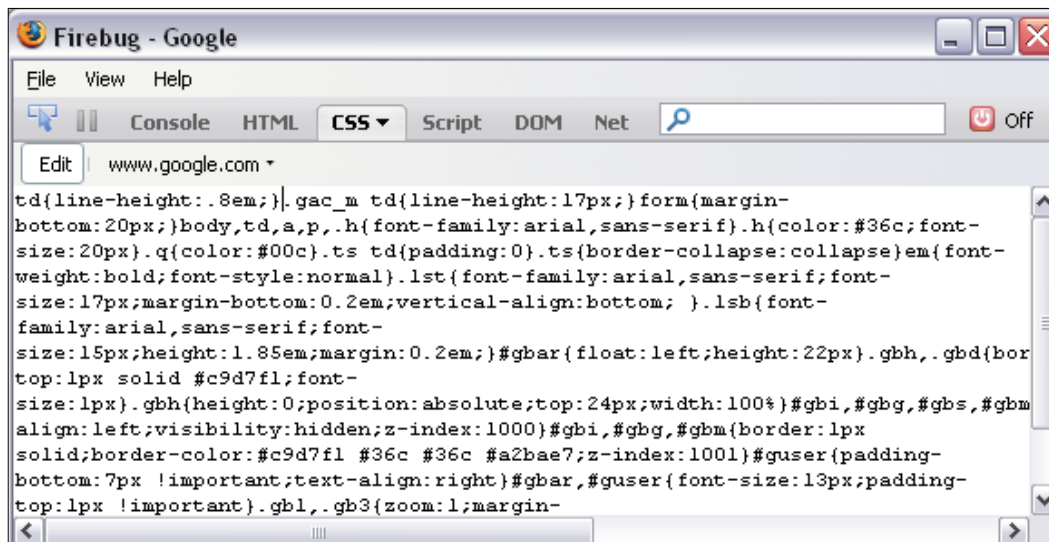 Firebug - Google
File View Help
Console HTML CSS Script DOM Net Off
Edit www.google.com
td{line-height:.8em;}.gac_m td{line-height:17px;}form{margin-
bottom:20px;}body,td,a,p,.h{font-family:arial,sans-serif}.h{color:#36c;font-
size:20px}.q{color:#00c}.ts td{padding:0}.ts{border-collapse:collapse}em{font-
weight:bold;font-style:normal}.lst{font-family:arial,sans-serif;font-
size:17px;margin-bottom:0.2em;vertical-align:bottom; }.lsb{font-
family:arial,sans-serif;font-
size:15px;height:1.85em;margin:0.2em;}#gbar{float:left;height:22px}.gbh,.gbd{bor
top:1px solid #c9d7f1;font-
size:1px}.gbh{height:0;position:absolute;top:24px;width:100%}#gbi,#gbg,#gbs,#gbm
align:left;visibility:hidden;z-index:1000}#gbi,#gbg,#gbm{border:1px
solid;border-color:#c9d7f1 #36c #36c #a2bae7;z-index:1001}#guser{padding-
bottom:7px !important;text-align:right}#gbar,#guser{font-size:13px;padding-
top:1px !important}.gbl,.gb3{zoom:1;margin-